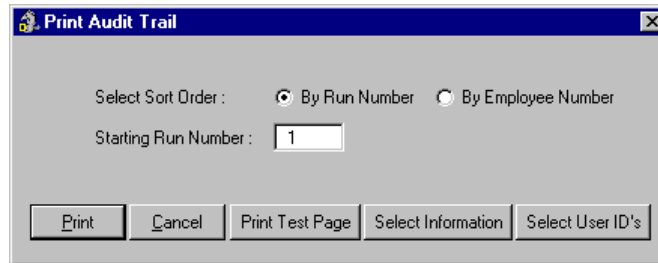 Print Audit Trail
Select Sort Order : By Run Number By Employee Number
Starting Run Number : 1
Print Cancel Print Test Page Select Information Select User ID's